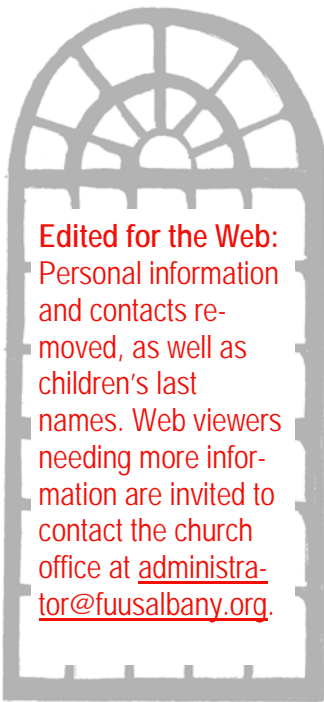 Edited for the Web:
Personal information
and contacts re-
moved, as well as
children’s last
names. Web viewers
needing more infor-
mation are invited to
contact the church
office at administra-
tor@fuusalbany.org.